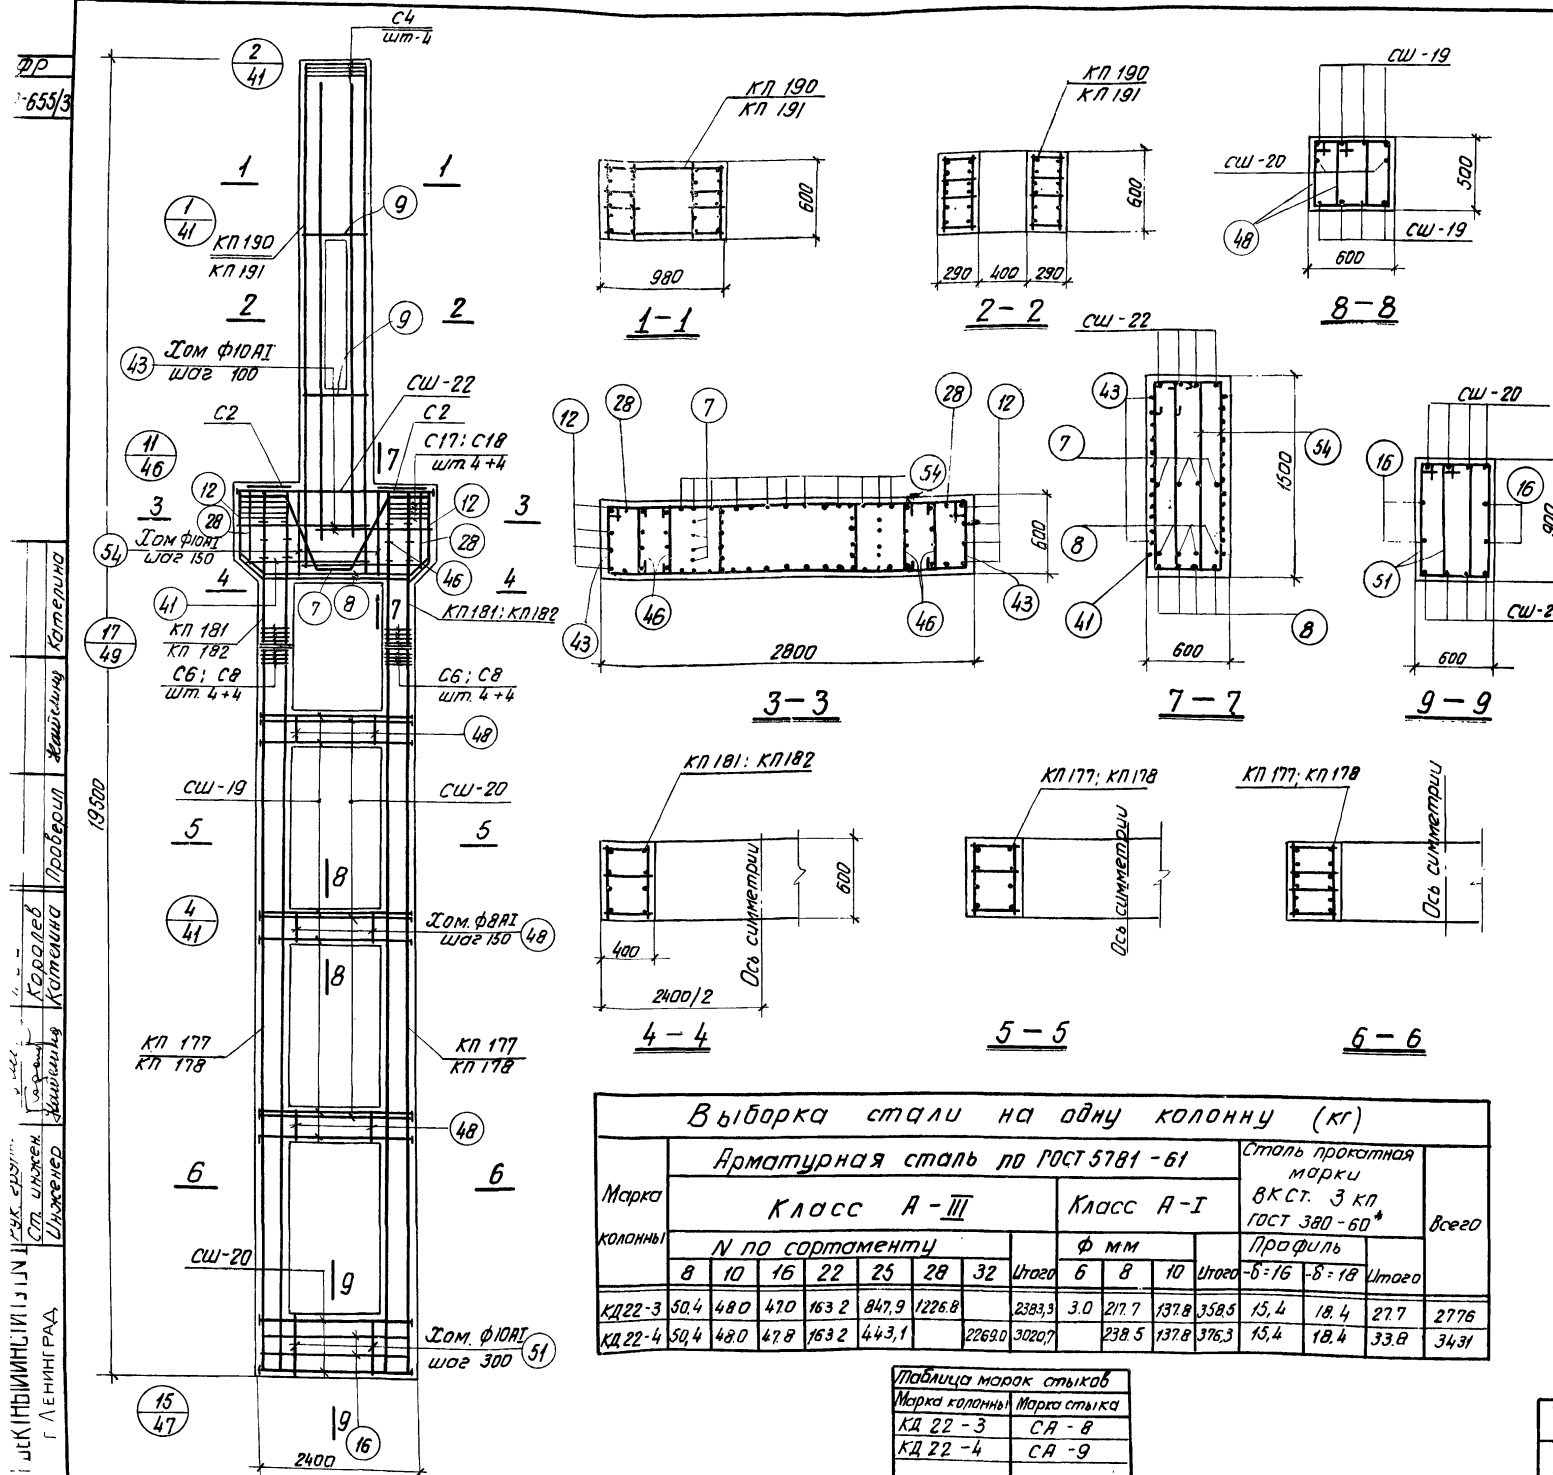 ФР
-655/3
19500
2
41
С4
шт-4
1
1
1
41
9
КП 190
КП 191
2
2
9
43
Хом ф10АI
шаг 100
СШ-22
С2
С2
С17; С18
шт. 4+4
7
11
46
12
12
3
3
28
28
54
Хом ф10АI
шаг 150
46
4
4
41
7
8
7
КП 181; КП 182
КП 181
КП 182
17
49
С6; С8
шт. 4+4
С6; С8
шт. 4+4
48
СШ-19
СШ-20
5
5
8
4
41
Хом. ф8АI
шаг 150
48
8
КП 177
КП 178
КП 177
КП 178
48
6
6
СШ-20
9
Хом. ф10АI
шаг 300
51
15
47
9
16
2400
КП 190
КП 191
600
980
1-1
КП 190
КП 191
600
290
400
290
2-2
СШ-19
СШ-20
500
48
СШ-19
600
8-8
12
28
7
28
12
54
600
46
46
43
43
2800
3-3
СШ-22
43
7
54
1500
8
41
8
600
7-7
СШ-20
16
16
900
51
СШ-2
600
9-9
КП 181; КП 182
600
400
Ось симметрии
2400/2
4-4
КП 177; КП 178
Ось симметрии
5-5
КП 177; КП 178
Ось симметрии
6-6
Выборка стали на одну колонну (кг)
Марка колонны
Арматурная сталь по ГОСТ 5781-61
Сталь прокатная марки ВК Ст. 3 кп ГОСТ 380-60*
Всего
Класс А-III
Класс А-I
N по сортаменту
ф мм
Профиль
8 10 16 22 25 28 32 Итого 6 8 10 Итого -δ=16 -δ=18 Итого
КД22-3 50,4 48.0 47.0 163.2 847,9 1226.8 2383,3 3.0 217.7 137.8 358.5 15,4 18.4 27.7 2776
КД22-4 50,4 48.0 47.8 163.2 443,1 2269.0 3020,7 238.5 137.8 376,3 15,4 18.4 33.8 3431
Таблица марок стыков
Марка колонны Марка стыка
КД 22-3 СА-8
КД 22-4 СА-9
Ст. инжен Королев
Инженер Кателина
Проверил Кателина
г Ленинград